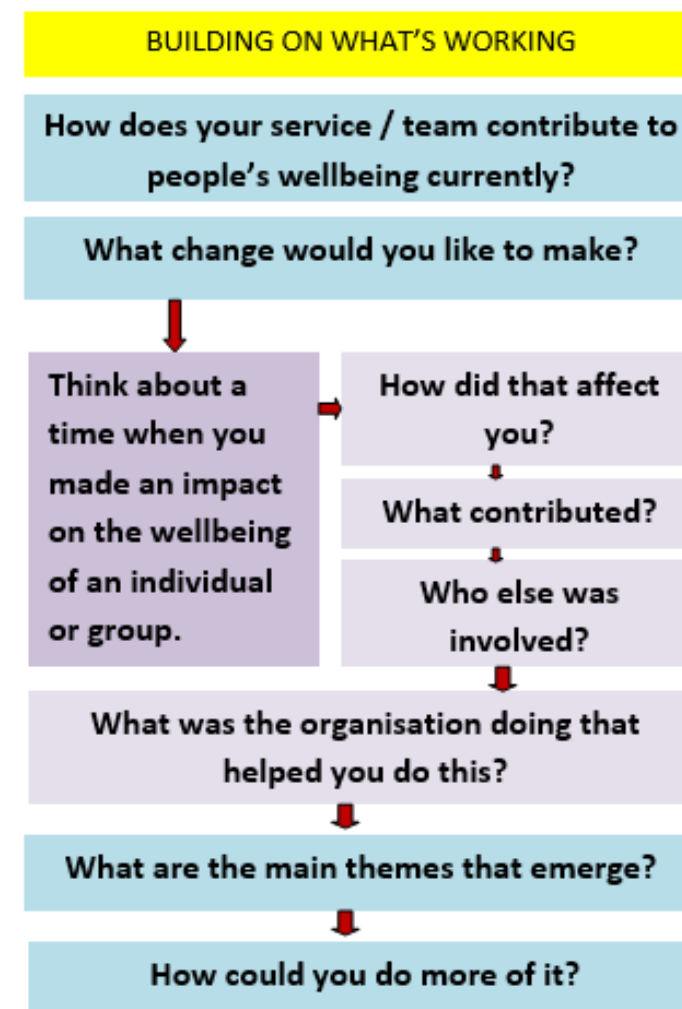 BUILDING ON WHAT'S WORKING
How does your service / team contribute to
people's wellbeing currently?
What change would you like to make?
Think about a
time when you
made an impact
on the wellbeing
of an individual
or group.
How did that affect
you?
What contributed?
Who else was
involved?
What was the organisation doing that
helped you do this?
What are the main themes that emerge?
How could you do more of it?